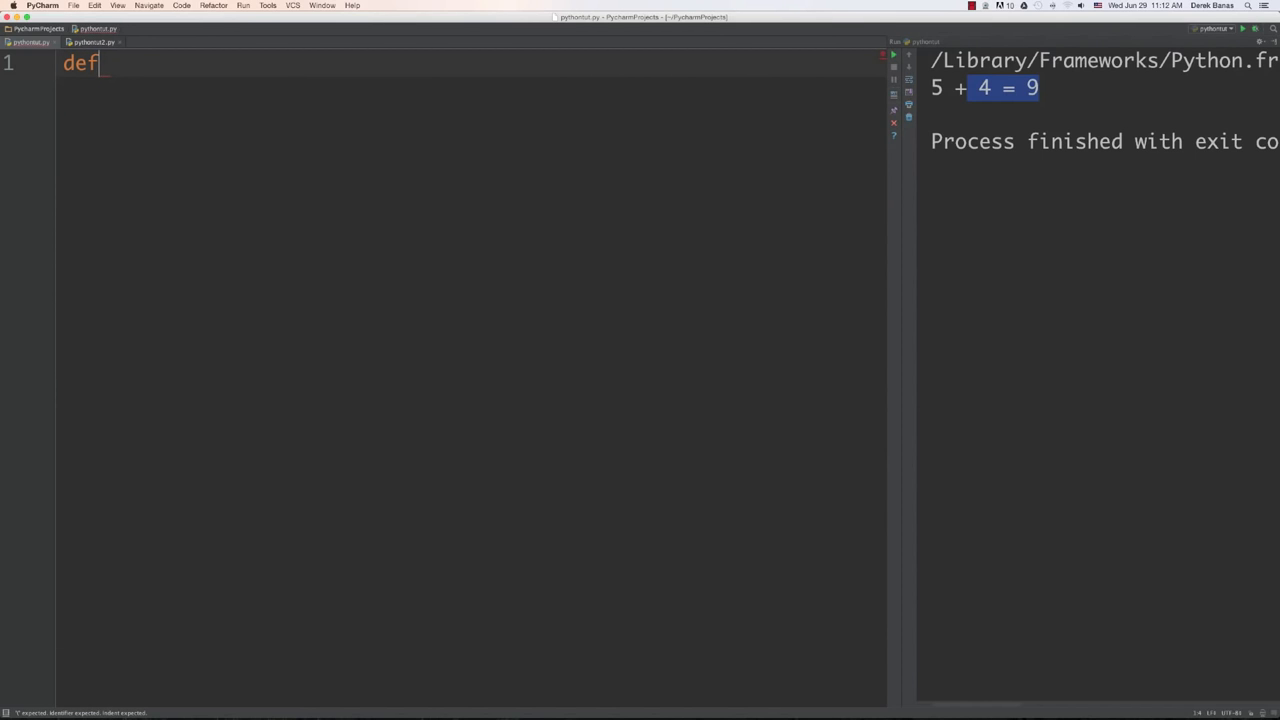 PyCharm File Edit View Navigate Code Refactor Run Tools VCS Window Help
10 Wed Jun 29 11:12 AM Derek Banas
pythontut.py - PycharmProjects - [~/PycharmProjects]
PycharmProjects pythontut.py
pythontut
pythontut.py pythontut2.py
Run pythontut
1 def
/Library/Frameworks/Python.fr
5 + 4 = 9
Process finished with exit co
'(' expected. Identifier expected. Indent expected.
1:4 LF÷ UTF-8÷